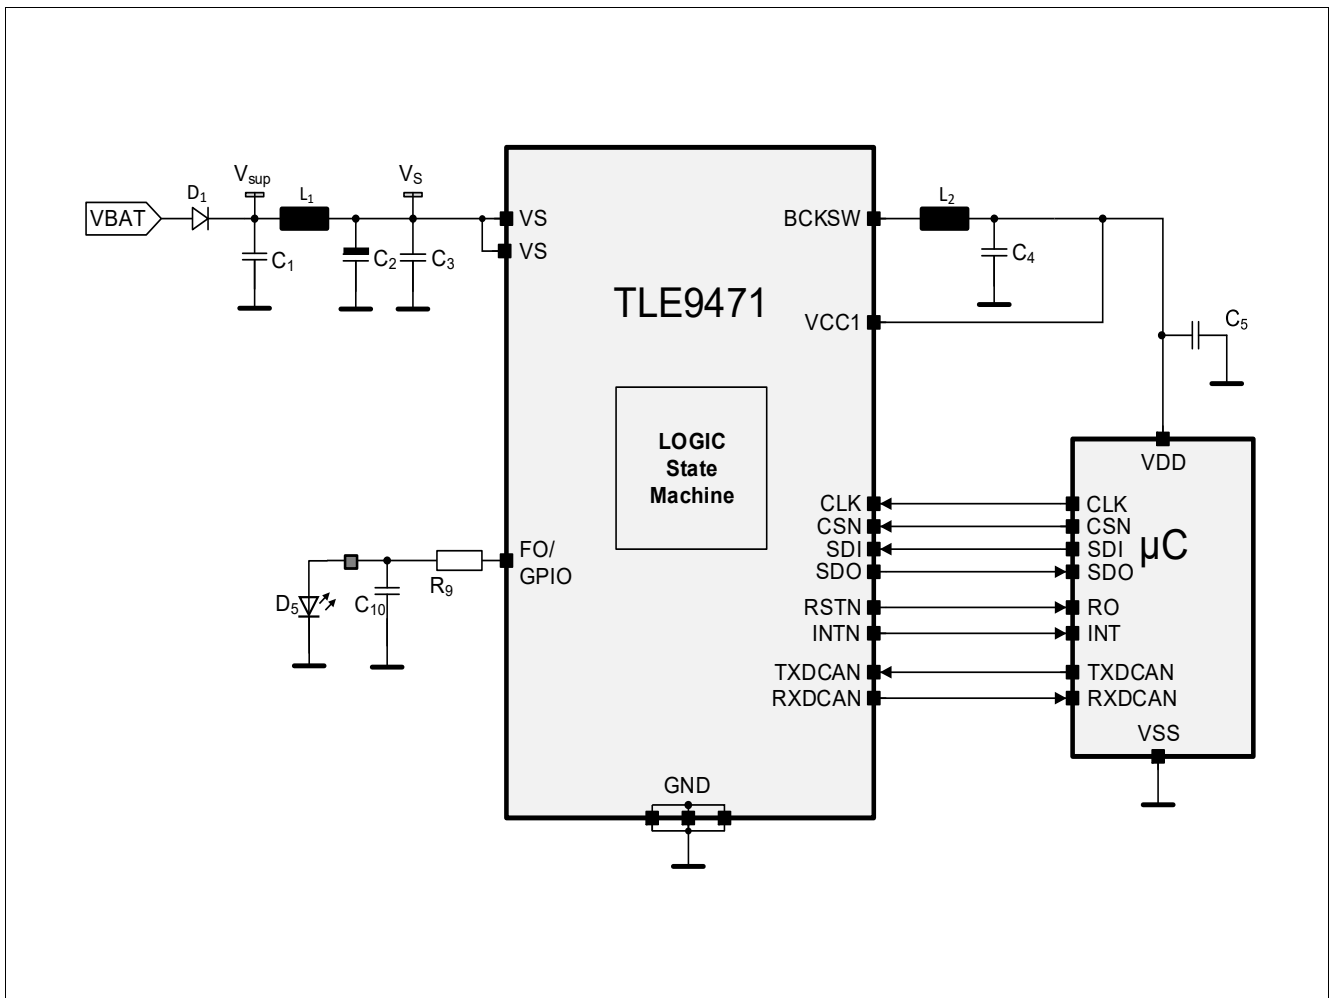 VBAT
D1
Vsup
L1
VS
C1
C2
C3
VS
VS
TLE9471
BCKSW
L2
C4
VCC1
C5
LOGIC
State
Machine
VDD
CLK
CSN
SDI
SDO
CLK
CSN
SDI
SDO
µC
FO/
GPIO
R9
C10
D5
RSTN
INTN
RO
INT
TXDCAN
RXDCAN
TXDCAN
RXDCAN
VSS
GND